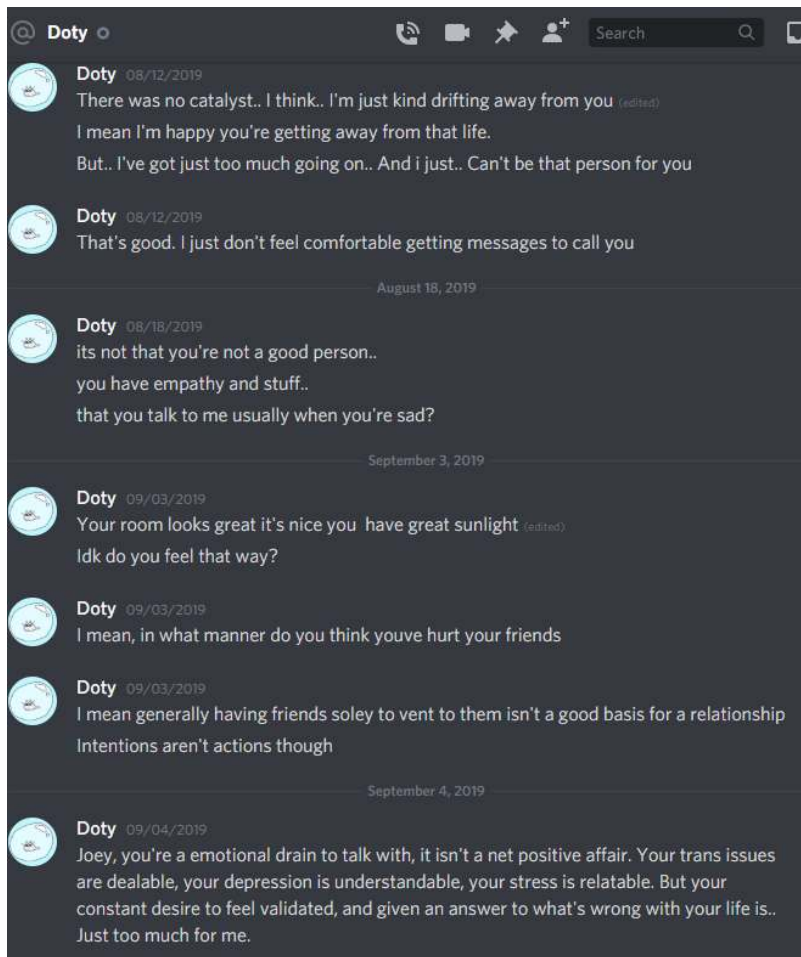 @ Doty
Search
Doty 08/12/2019
There was no catalyst.. I think.. I'm just kind drifting away from you (edited)
I mean I'm happy you're getting away from that life.
But.. I've got just too much going on.. And i just.. Can't be that person for you
Doty 08/12/2019
That's good. I just don't feel comfortable getting messages to call you
August 18, 2019
Doty 08/18/2019
its not that you're not a good person..
you have empathy and stuff..
that you talk to me usually when you're sad?
September 3, 2019
Doty 09/03/2019
Your room looks great it's nice you have great sunlight (edited)
Idk do you feel that way?
Doty 09/03/2019
I mean, in what manner do you think youve hurt your friends
Doty 09/03/2019
I mean generally having friends soley to vent to them isn't a good basis for a relationship
Intentions aren't actions though
September 4, 2019
Doty 09/04/2019
Joey, you're a emotional drain to talk with, it isn't a net positive affair. Your trans issues
are dealable, your depression is understandable, your stress is relatable. But your
constant desire to feel validated, and given an answer to what's wrong with your life is..
Just too much for me.